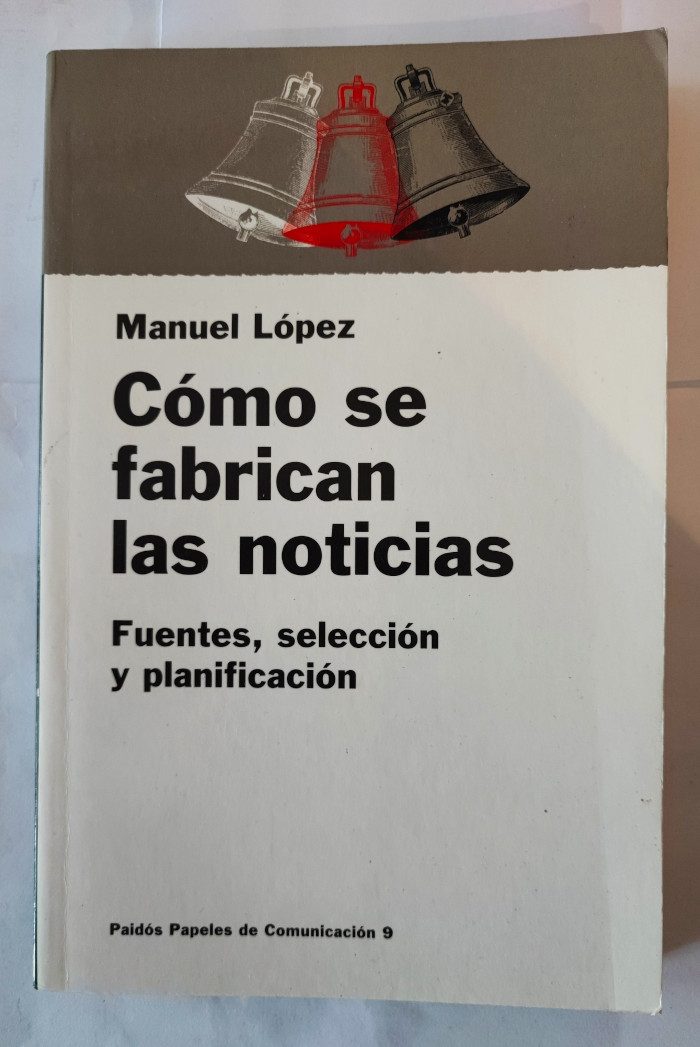 Manuel López
Cómo se
fabrican
las noticias
Fuentes, selección
y planificación
Paidós Papeles de Comunicación 9